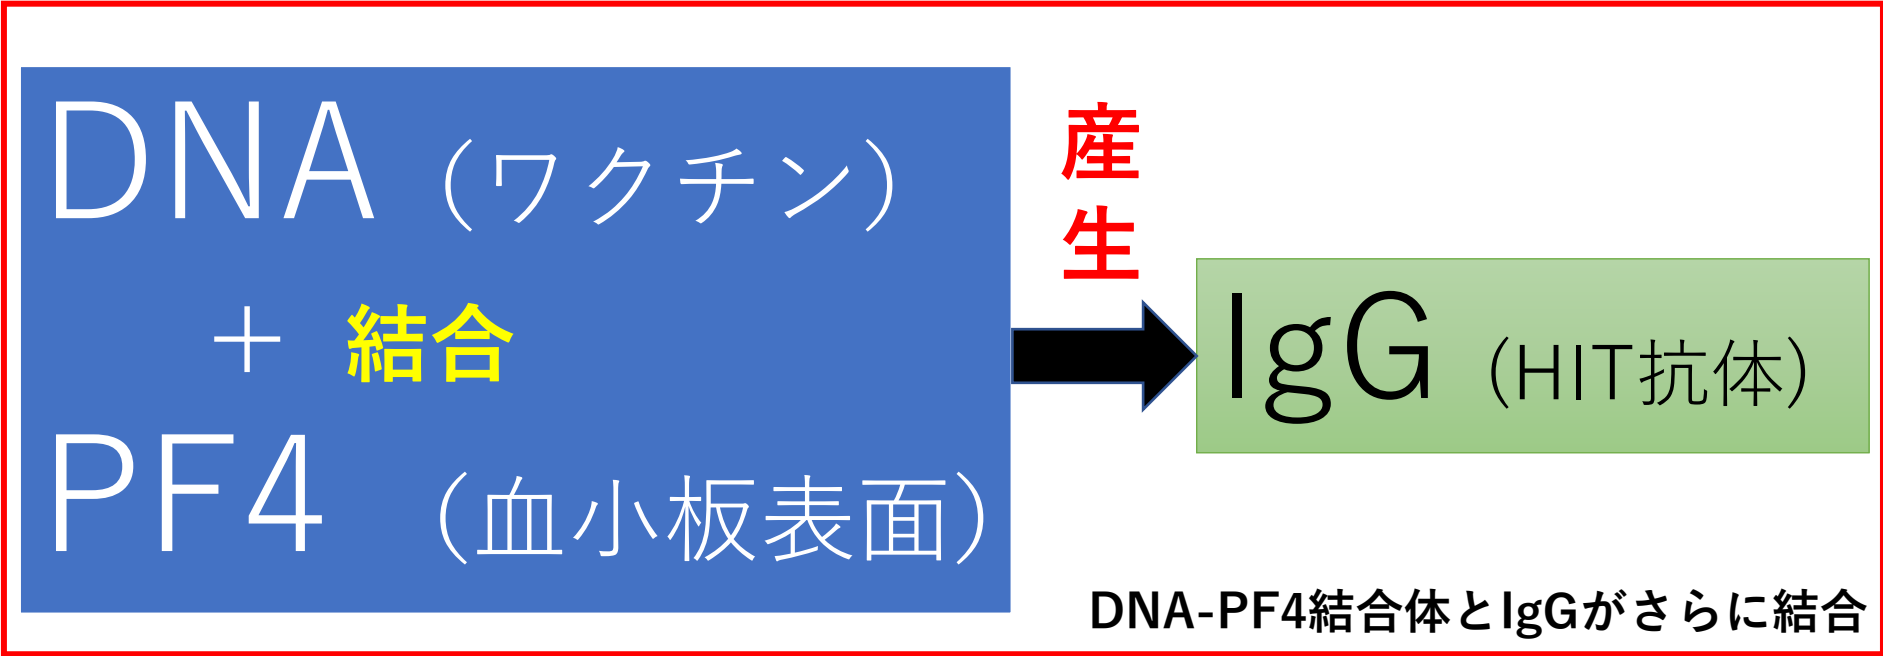 DNA（ワクチン）
＋ 結合
PF4（血小板表面）
産生
IgG（HIT抗体）
DNA-PF4結合体とIgGがさらに結合